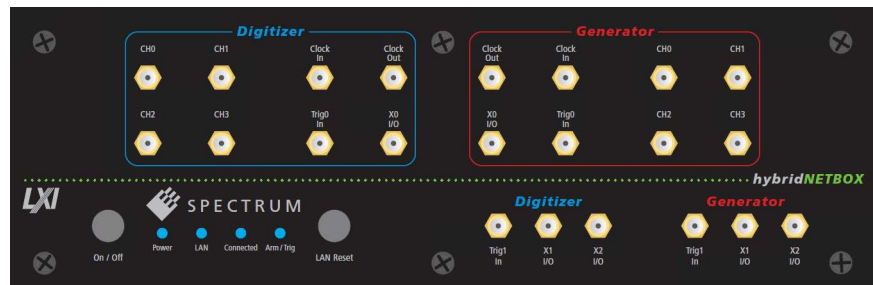 Digitizer
Generator
CH0 CH1 Clock In Clock Out
Clock Out Clock In CH0 CH1
CH2 CH3 Trig0 In X0 I/O
X0 I/O Trig0 In CH2 CH3
hybridNETBOX
LXI
SPECTRUM
On / Off
Power LAN Connected Arm / Trig
LAN Reset
Digitizer
Trig1 In X1 I/O X2 I/O
Generator
Trig1 In X1 I/O X2 I/O